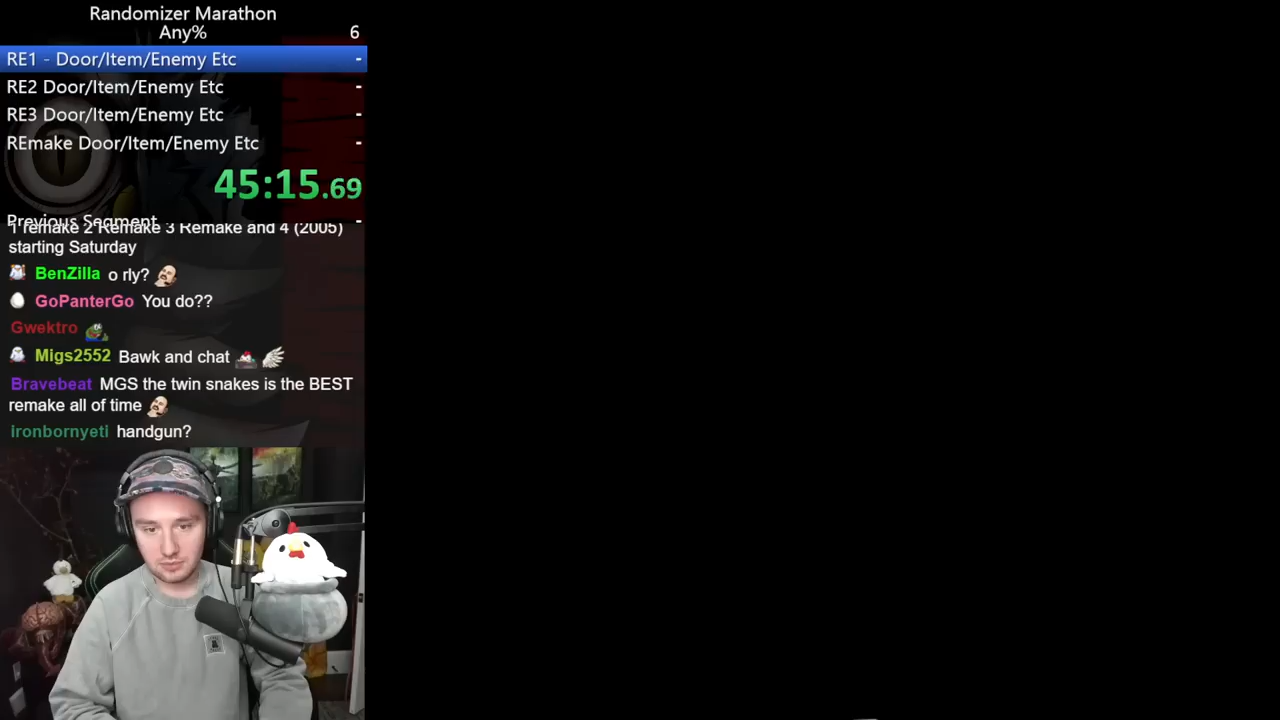 Randomizer Marathon
Any% 6
RE1 - Door/Item/Enemy Etc -
RE2 Door/Item/Enemy Etc -
RE3 Door/Item/Enemy Etc -
REmake Door/Item/Enemy Etc -
45:15.69
Previous Segment -
1 remake 2 Remake 3 Remake and 4 (2005)
starting Saturday
BenZilla o rly?
GoPanterGo You do??
Gwektro
Migs2552 Bawk and chat
Bravebeat MGS the twin snakes is the BEST
remake all of time
ironbornyeti handgun?